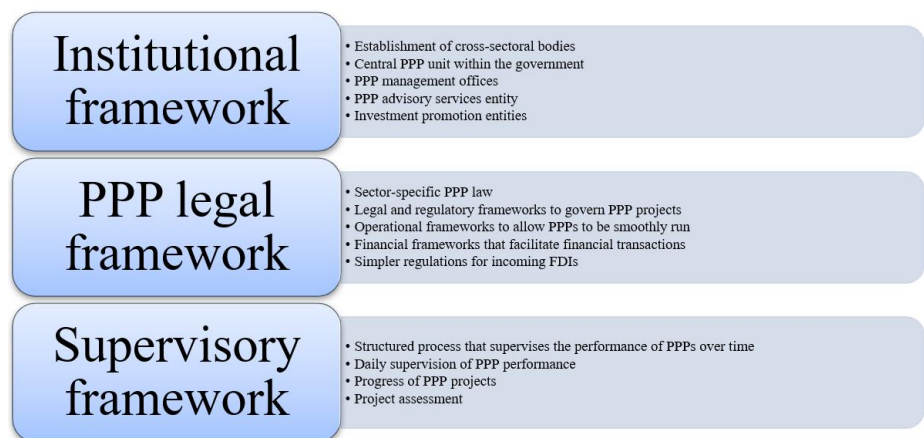 Institutional
framework
• Establishment of cross-sectoral bodies
• Central PPP unit within the government
• PPP management offices
• PPP advisory services entity
• Investment promotion entities
PPP legal
framework
• Sector-specific PPP law
• Legal and regulatory frameworks to govern PPP projects
• Operational frameworks to allow PPPs to be smoothly run
• Financial frameworks that facilitate financial transactions
• Simpler regulations for incoming FDIs
Supervisory
framework
• Structured process that supervises the performance of PPPs over time
• Daily supervision of PPP performance
• Progress of PPP projects
• Project assessment